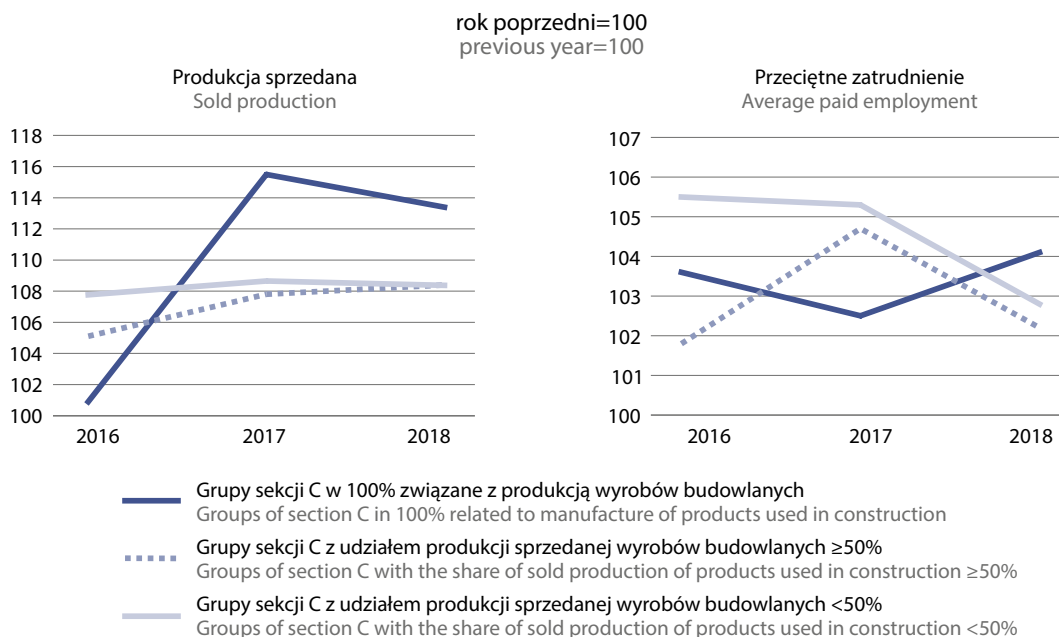 rok poprzedni=100
previous year=100
Produkcja sprzedana
Sold production
118
116
114
112
110
108
106
104
102
100
2016 2017 2018
Przeciętne zatrudnienie
Average paid employment
107
106
105
104
103
102
101
100
2016 2017 2018
Grupy sekcji C w 100% związane z produkcją wyrobów budowlanych
Groups of section C in 100% related to manufacture of products used in construction
Grupy sekcji C z udziałem produkcji sprzedanej wyrobów budowlanych ≥50%
Groups of section C with the share of sold production of products used in construction ≥50%
Grupy sekcji C z udziałem produkcji sprzedanej wyrobów budowlanych <50%
Groups of section C with the share of sold production of products used in construction <50%